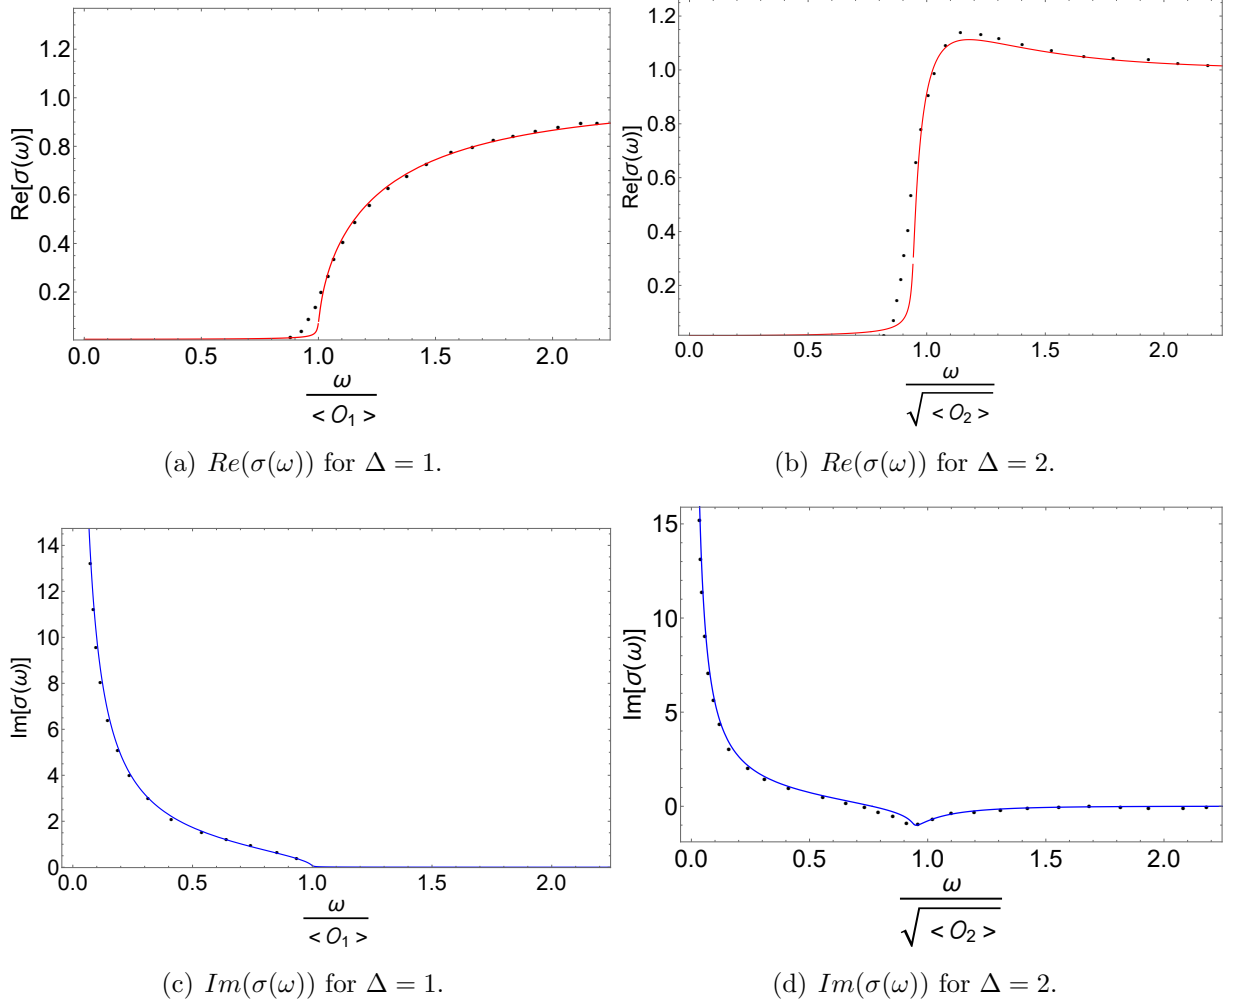 Re[σ(ω)]
1.2
1.0
0.8
0.6
0.4
0.2
0.0 0.5 1.0 1.5 2.0
ω
< O₁ >
(a) Re(σ(ω)) for Δ = 1.
Re[σ(ω)]
1.2
1.0
0.8
0.6
0.4
0.2
0.0 0.5 1.0 1.5 2.0
ω
√< O₂ >
(b) Re(σ(ω)) for Δ = 2.
Im[σ(ω)]
14
12
10
8
6
4
2
0
0.0 0.5 1.0 1.5 2.0
ω
< O₁ >
(c) Im(σ(ω)) for Δ = 1.
Im[σ(ω)]
15
10
5
0
0.0 0.5 1.0 1.5 2.0
ω
√< O₂ >
(d) Im(σ(ω)) for Δ = 2.